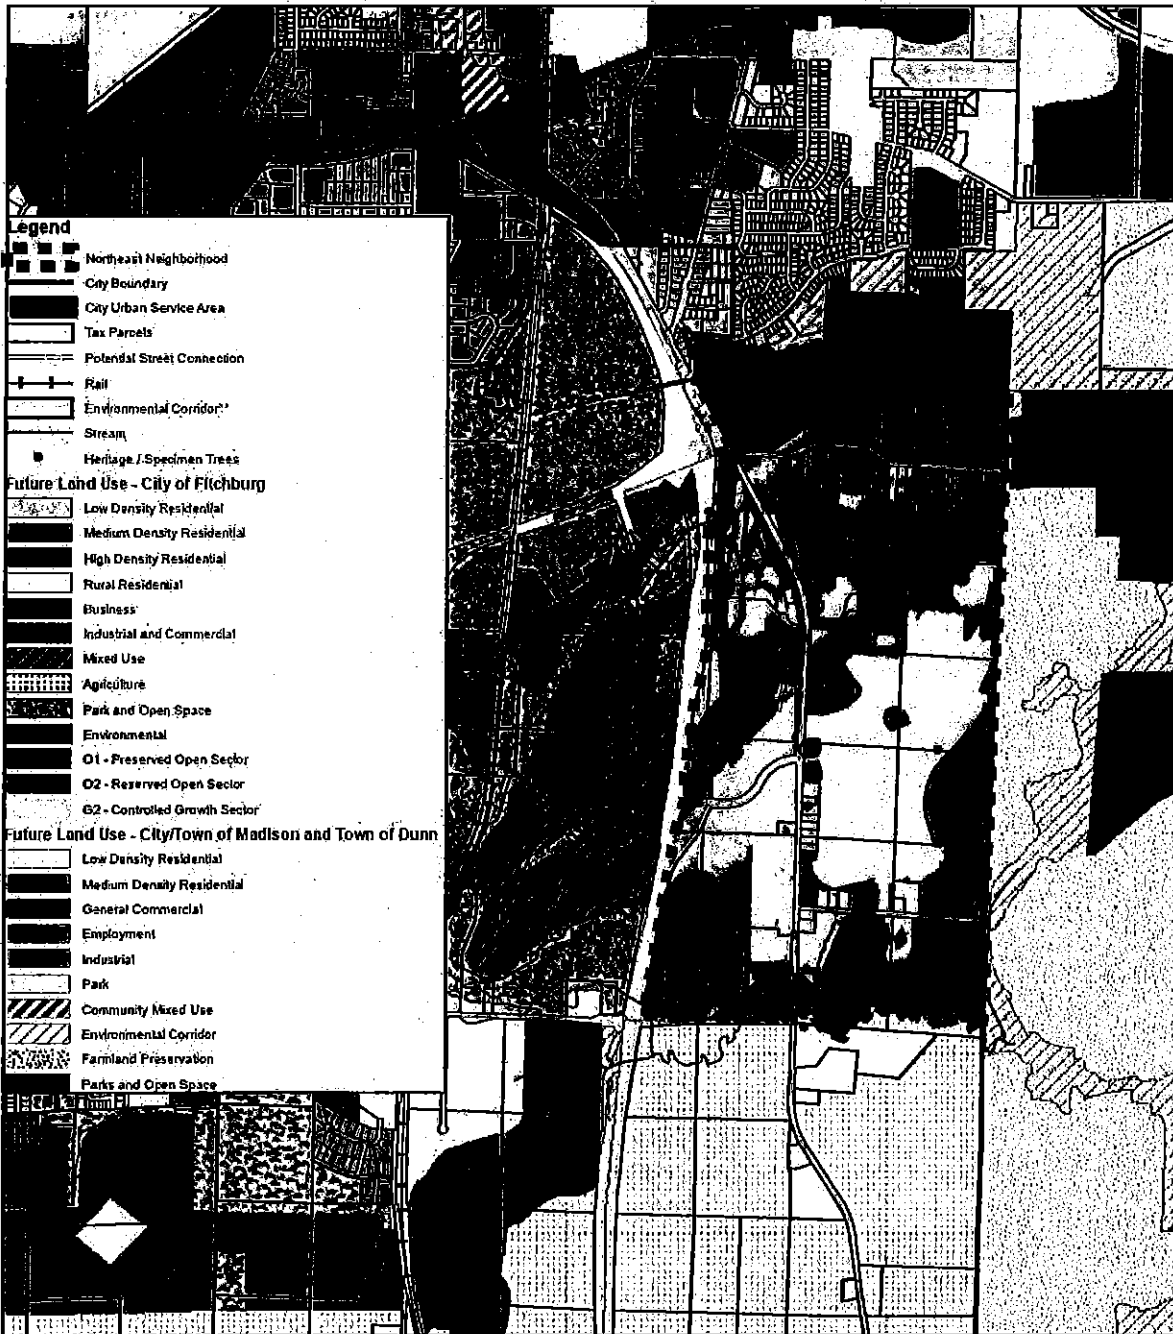 Legend
Northeast Neighborhood
City Boundary
City Urban Service Area
Tax Parcels
Potential Street Connection
Rail
Environmental Corridor**
Stream
Heritage / Specimen Trees
Future Land Use - City of Fitchburg
Low Density Residential
Medium Density Residential
High Density Residential
Rural Residential
Business
Industrial and Commercial
Mixed Use
Agriculture
Park and Open Space
Environmental
O1 - Preserved Open Sector
O2 - Reserved Open Sector
G2 - Controlled Growth Sector
Future Land Use - City/Town of Madison and Town of Dunn
Low Density Residential
Medium Density Residential
General Commercial
Employment
Industrial
Park
Community Mixed Use
Environmental Corridor
Farmland Preservation
Parks and Open Space